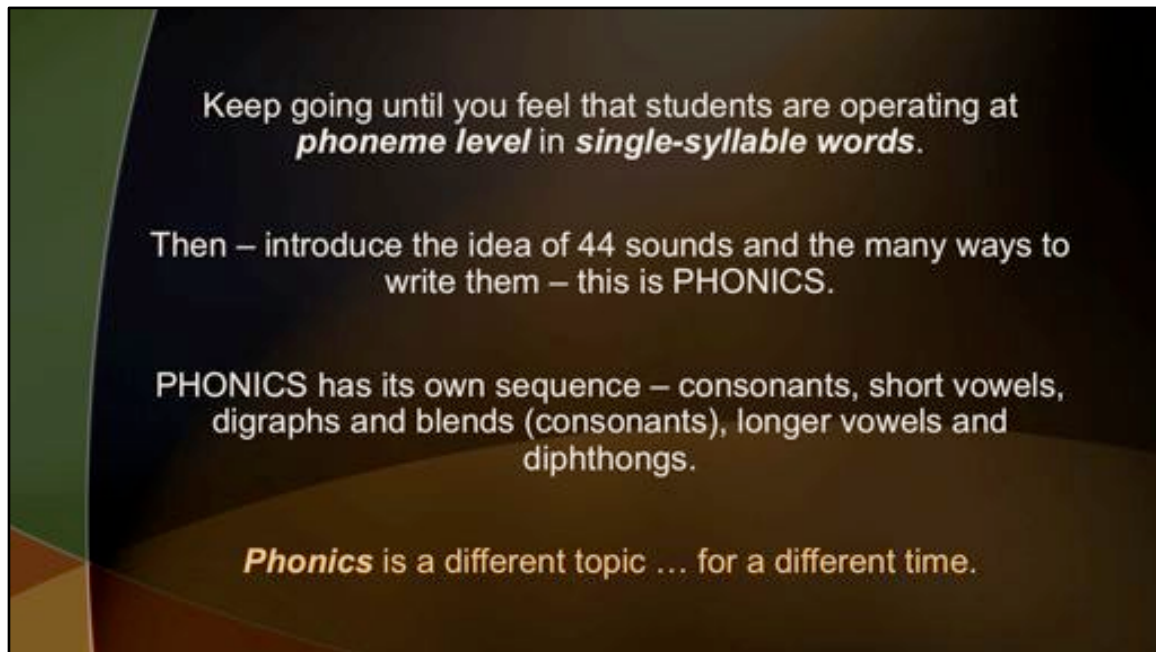 Keep going until you feel that students are operating at
phoneme level in single-syllable words.
Then – introduce the idea of 44 sounds and the many ways to
write them – this is PHONICS.
PHONICS has its own sequence – consonants, short vowels,
digraphs and blends (consonants), longer vowels and
diphthongs.
Phonics is a different topic … for a different time.